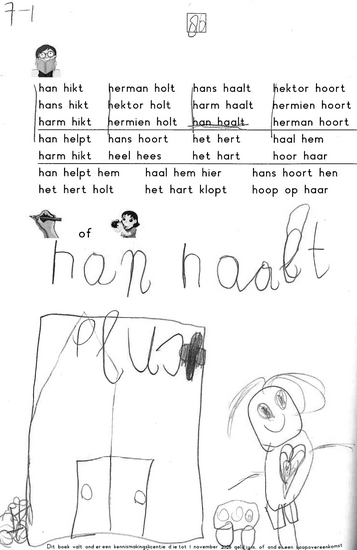 7-1
8b
han hikt herman holt hans haalt hektor hoort
hans hikt hektor holt harm haalt hermien hoort
harm hikt hermien holt han haalt herman hoort
han helpt hans hoort het hert haal hem
harm hikt heel hees het hart hoor haar
han helpt hem haal hem hier hans hoort hen
het hert holt het hart klopt hoop op haar
of
han haalt
plus
Dit boek valt onder een kennismakingslicentie die tot 1 november 2026 geldig is. of onder een koopovereenkomst